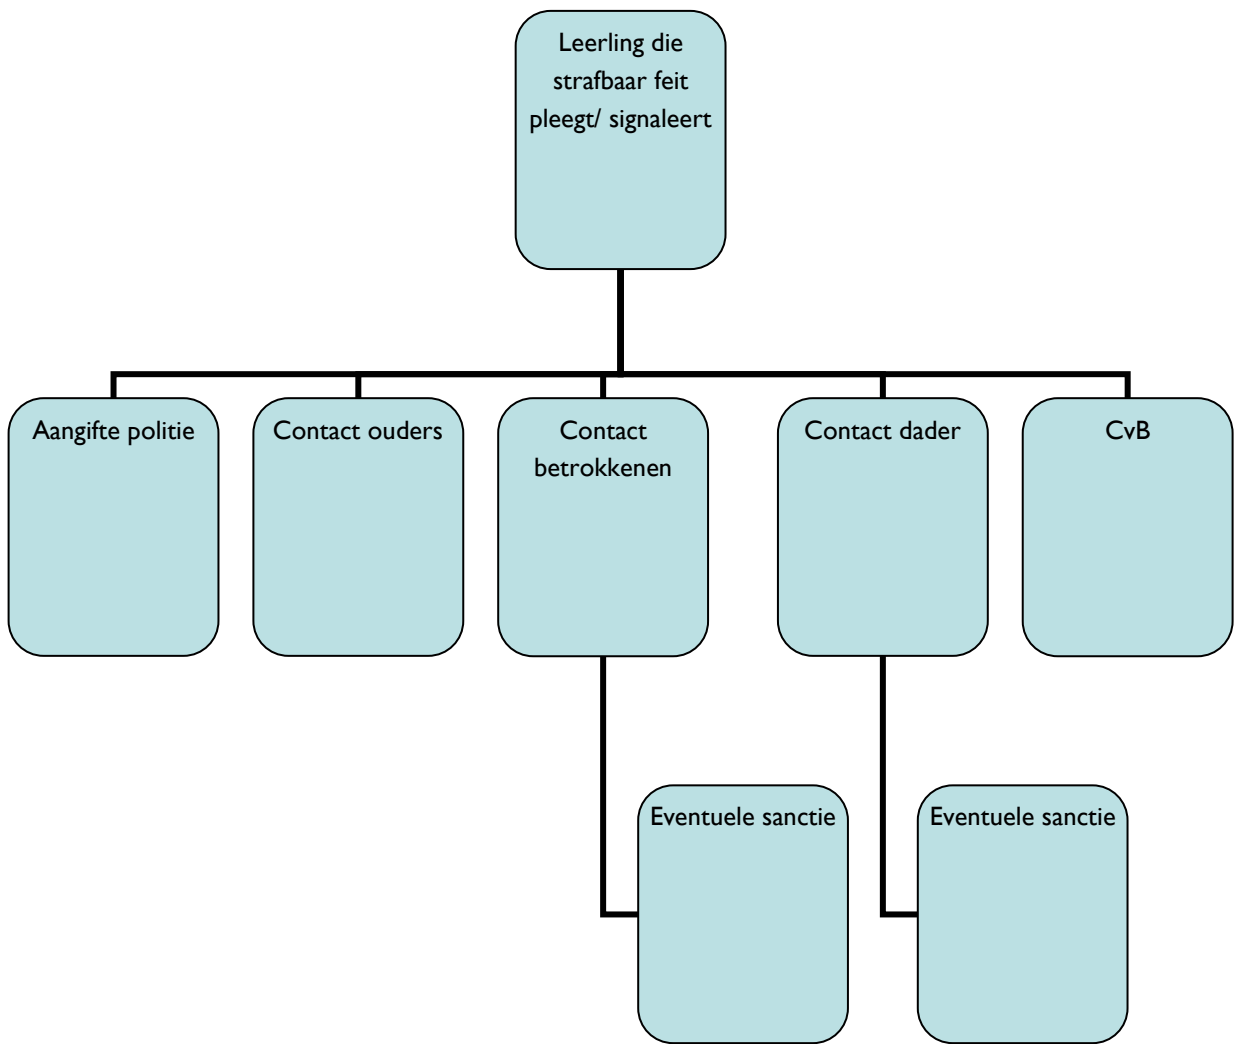 Leerling die
strafbaar feit
pleegt/ signaleert
Aangifte politie
Contact ouders
Contact
betrokkenen
Contact dader
CvB
Eventuele sanctie
Eventuele sanctie